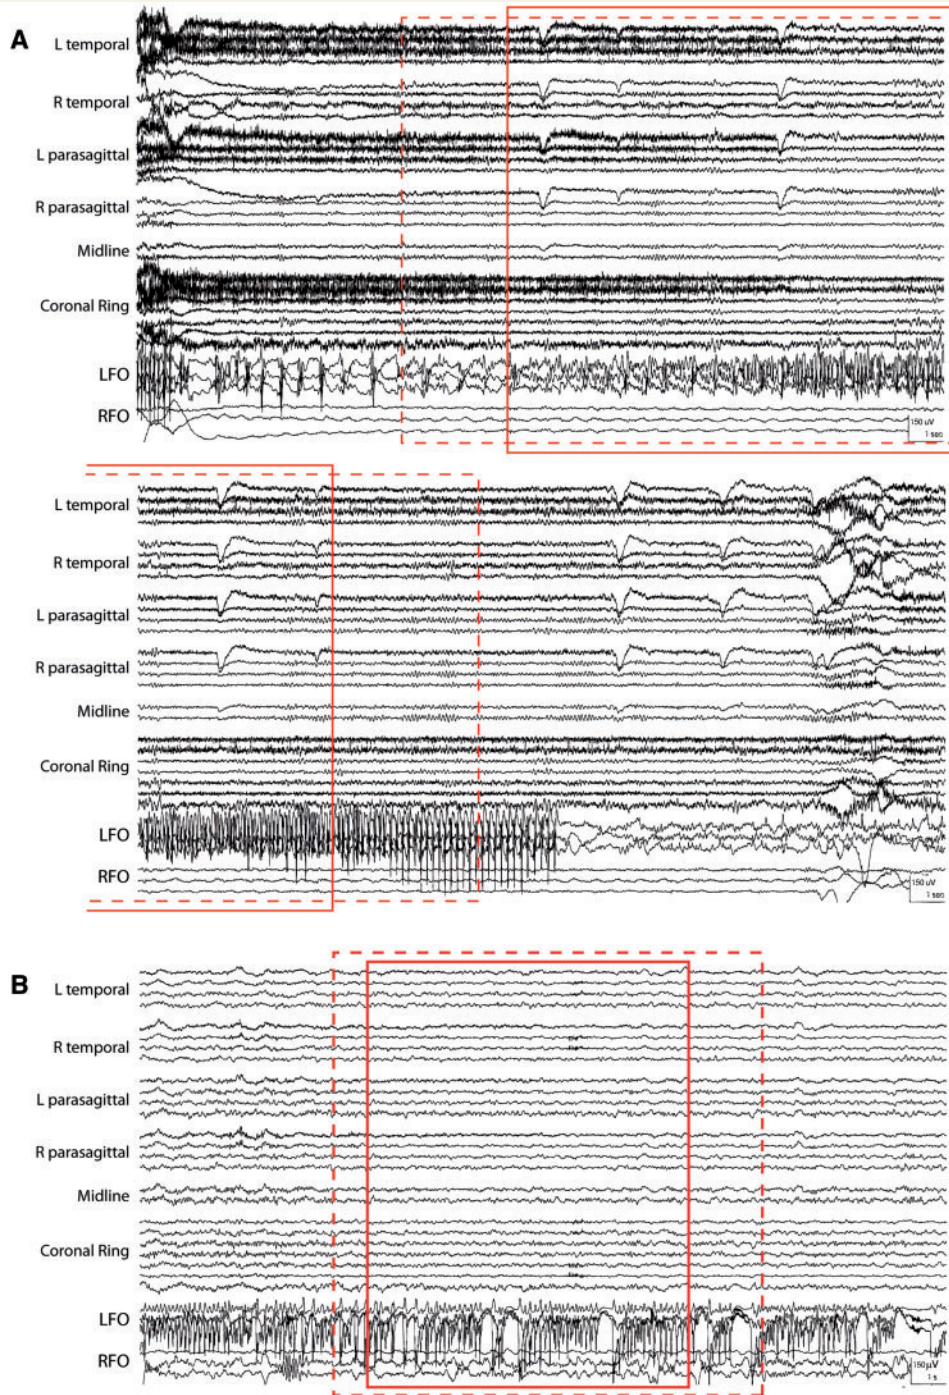 A
L temporal
R temporal
L parasagittal
R parasagittal
Midline
Coronal Ring
LFO
RFO
150 uV
1 sec
L temporal
R temporal
L parasagittal
R parasagittal
Midline
Coronal Ring
LFO
RFO
150 uV
1 sec
B
L temporal
R temporal
L parasagittal
R parasagittal
Midline
Coronal Ring
LFO
RFO
150 µV
1 s